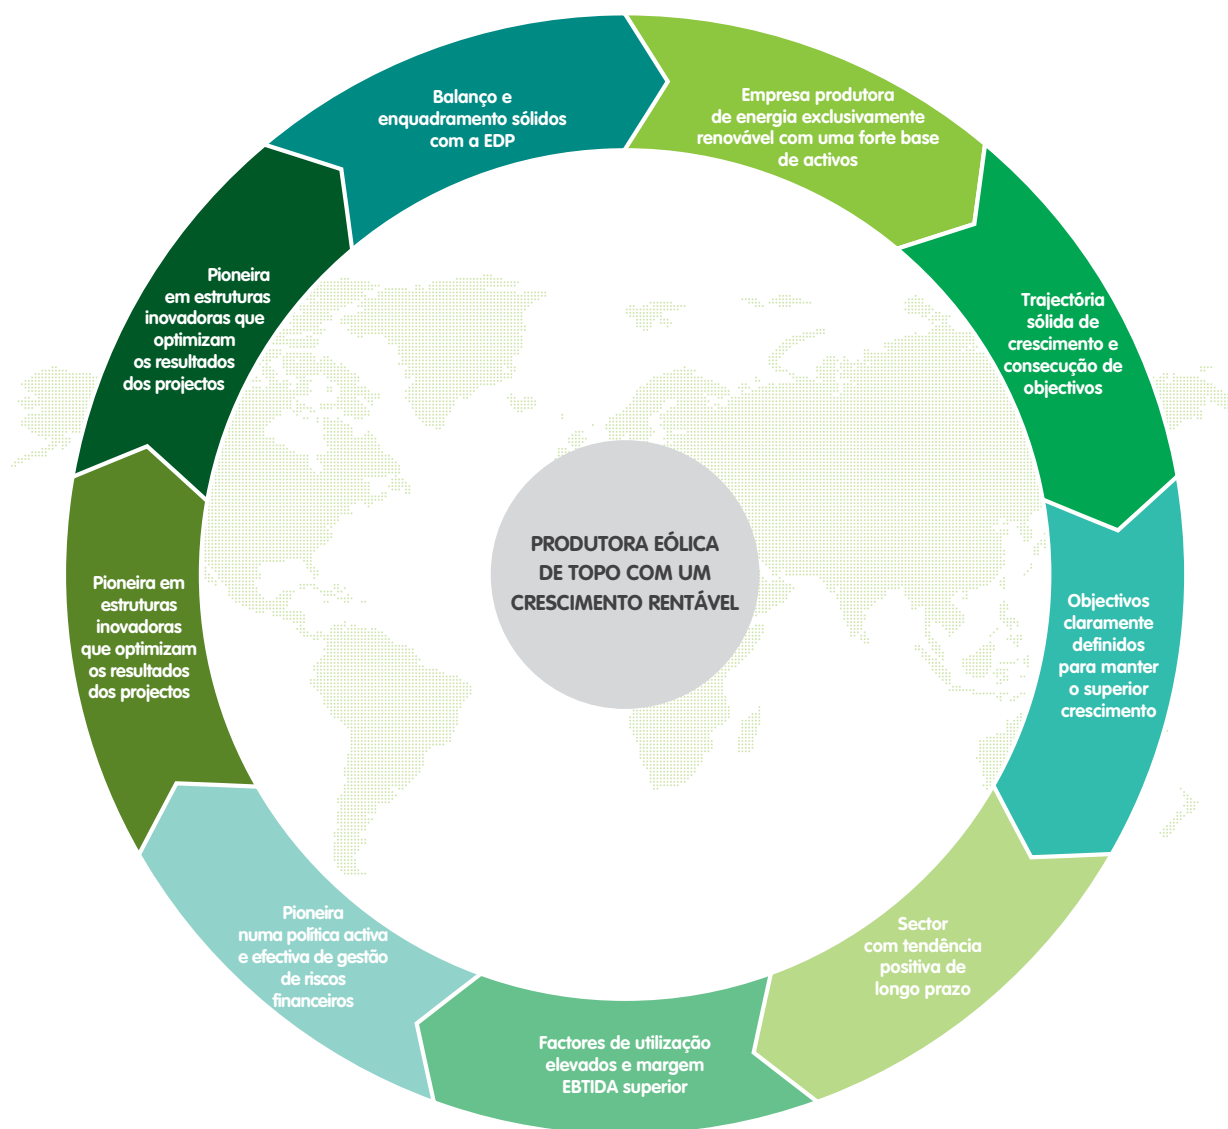 Balanço e
enquadramento sólidos
com a EDP
Empresa produtora
de energia exclusivamente
renovável com uma forte base
de activos
Trajectória
sólida de
crescimento e
consecução de
objectivos
Objectivos
claramente
definidos
para manter
o superior
crescimento
Sector
com tendência
positiva de
longo prazo
Factores de utilização
elevados e margem
EBTIDA superior
Pioneira
numa política activa
e efectiva de gestão
de riscos
financeiros
Pioneira em
estruturas
inovadoras
que optimizam
os resultados
dos projectos
Pioneira
em estruturas
inovadoras que
optimizam
os resultados
dos projectos
PRODUTORA EÓLICA
DE TOPO COM UM
CRESCIMENTO RENTÁVEL